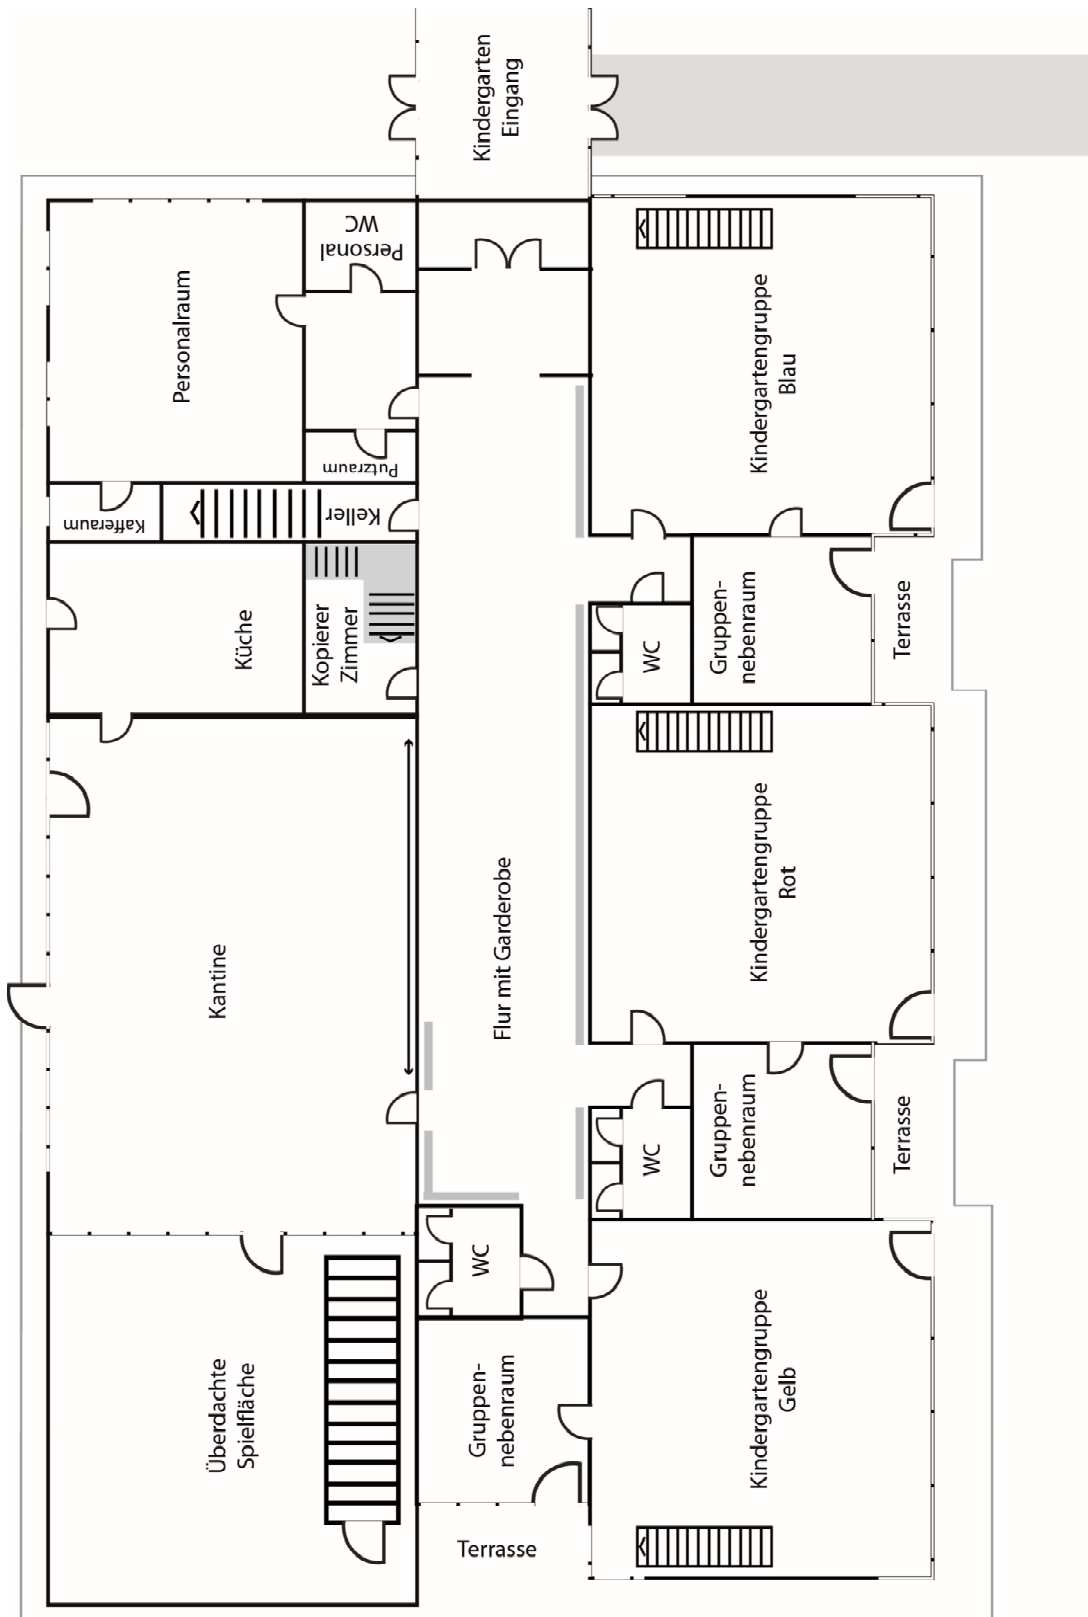 Kindergarten
Eingang
Personal
WC
Personalraum
Kindergartengruppe
Blau
Putzraum
Kafferaum
Keller
Küche
Kopierer
Zimmer
WC
Gruppen-
nebenraum
Terrasse
Kantine
Flur mit Garderobe
Kindergartengruppe
Rot
WC
Gruppen-
nebenraum
Terrasse
WC
Überdachte
Spielfläche
Gruppen-
nebenraum
Kindergartengruppe
Gelb
Terrasse